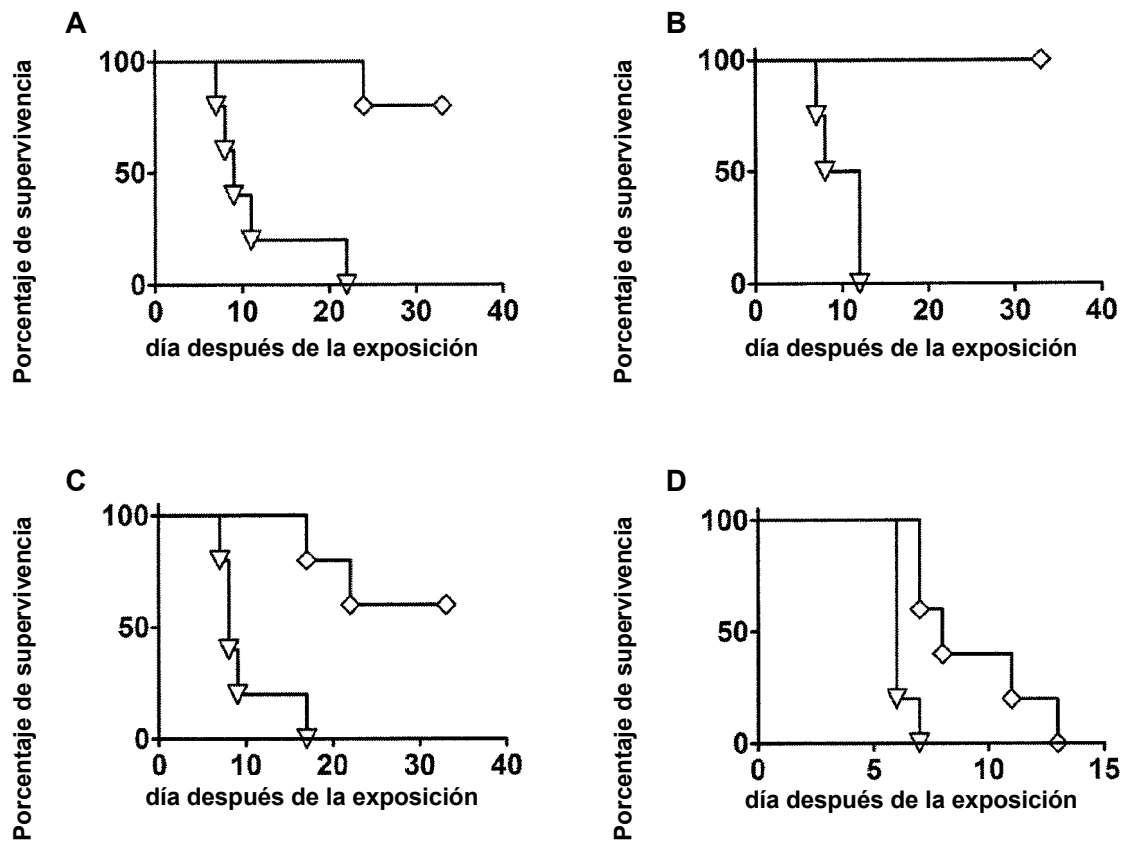 A
Porcentaje de supervivencia
100
50
0
0 10 20 30 40
día después de la exposición
B
Porcentaje de supervivencia
100
50
0
0 10 20 30 40
día después de la exposición
C
Porcentaje de supervivencia
100
50
0
0 10 20 30 40
día después de la exposición
D
Porcentaje de supervivencia
100
50
0
0 5 10 15
día después de la exposición